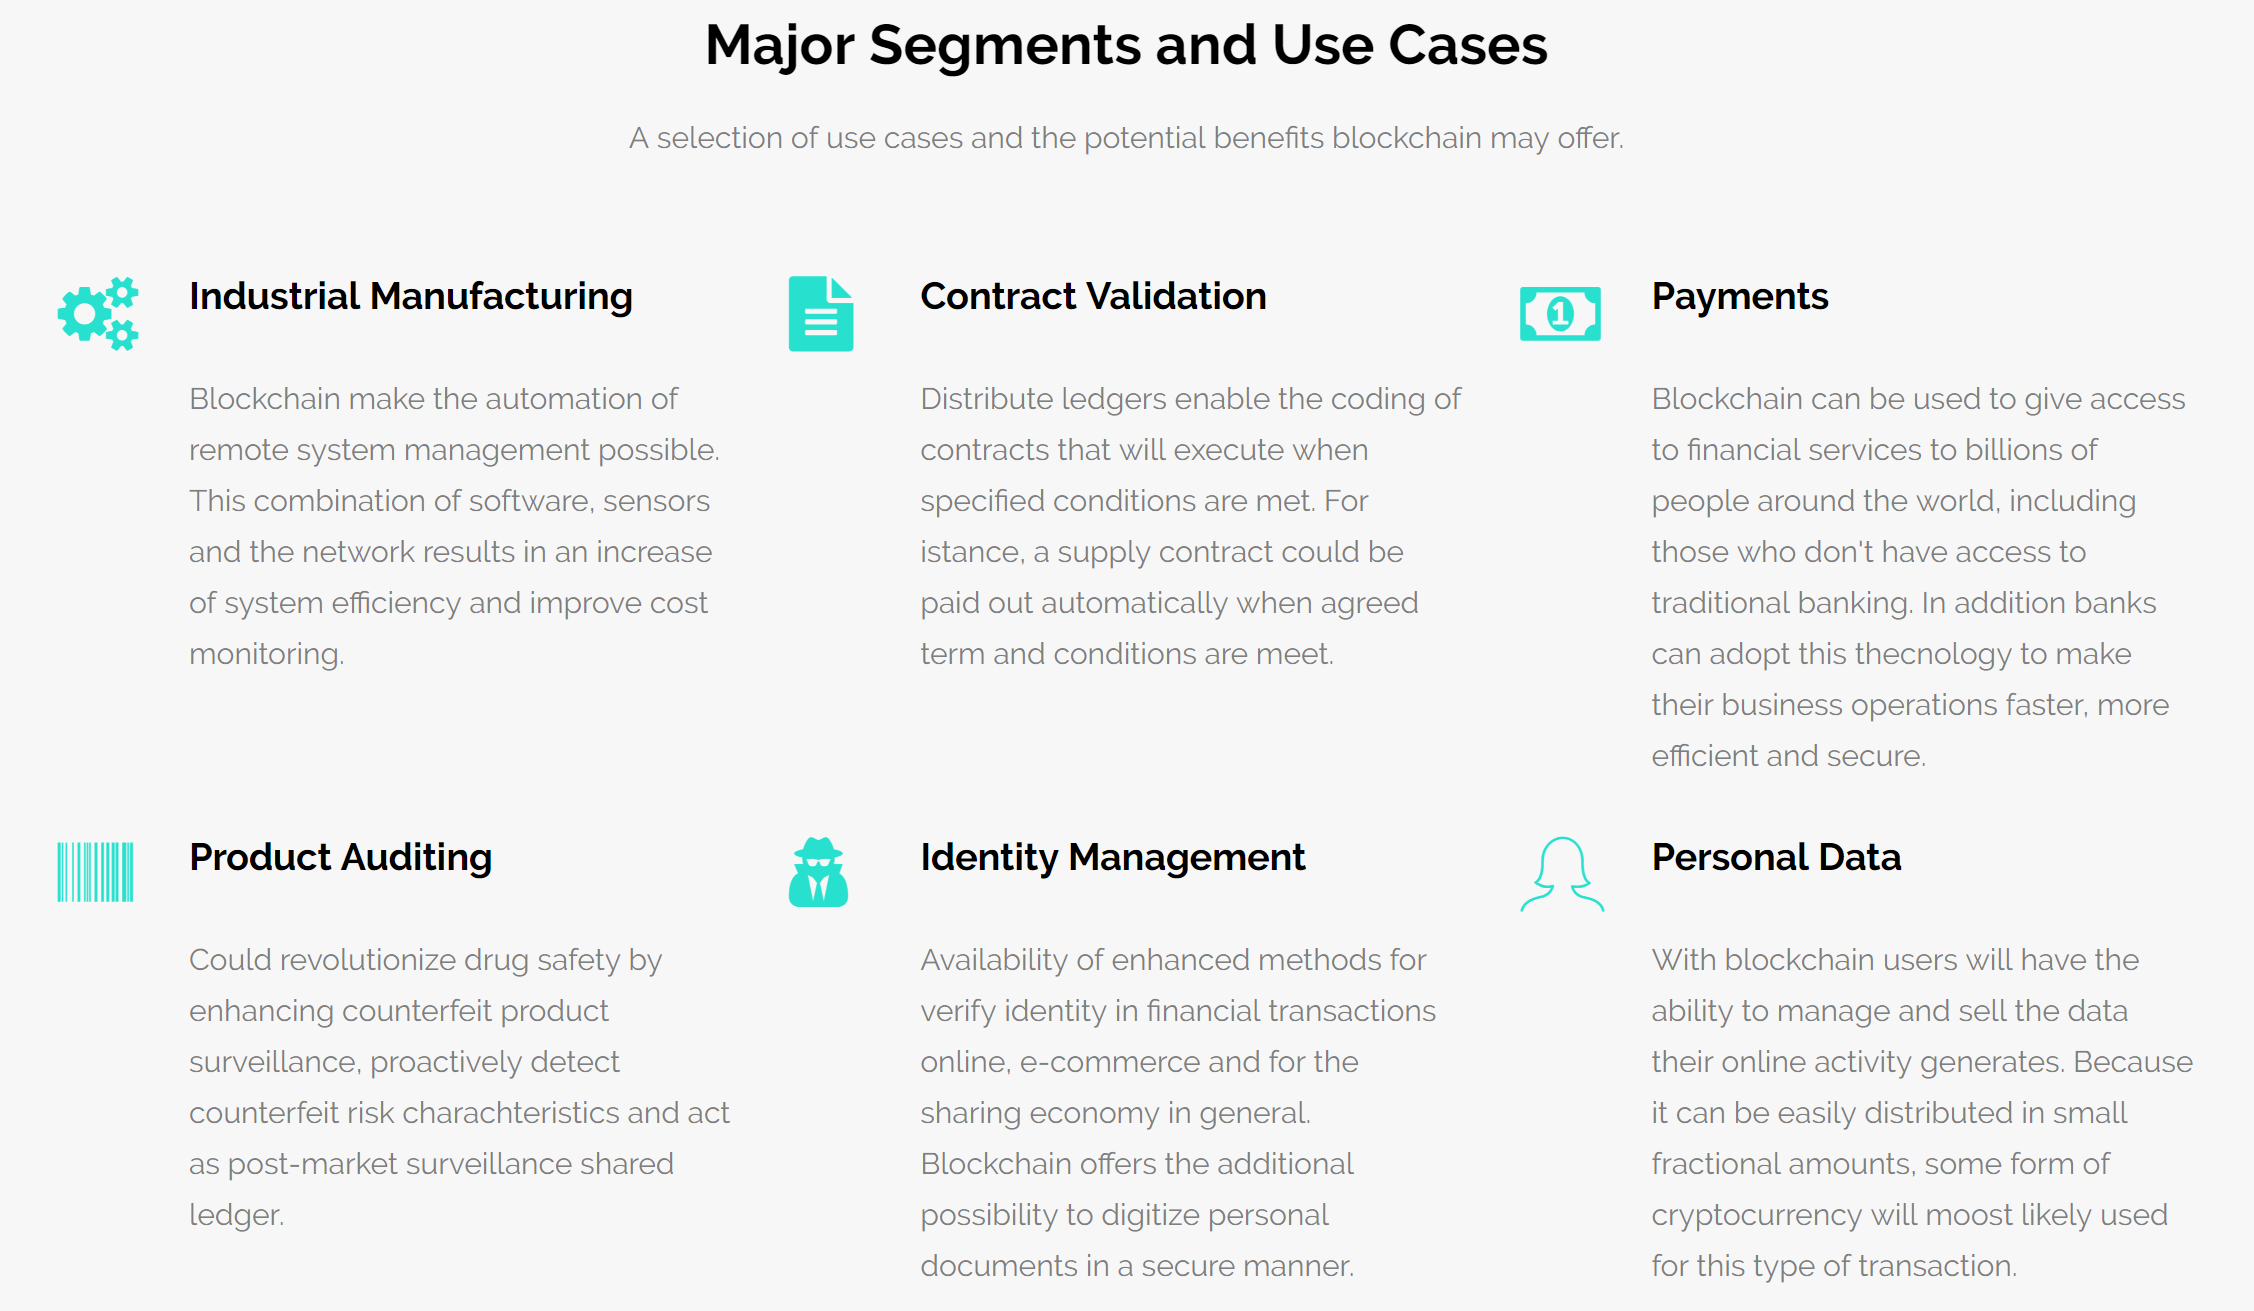 Major Segments and Use Cases
A selection of use cases and the potential benefits blockchain may offer.
Industrial Manufacturing
Blockchain make the automation of
remote system management possible.
This combination of software, sensors
and the network results in an increase
of system efficiency and improve cost
monitoring.
Contract Validation
Distribute ledgers enable the coding of
contracts that will execute when
specified conditions are met. For
istance, a supply contract could be
paid out automatically when agreed
term and conditions are meet.
1
Payments
Blockchain can be used to give access
to financial services to billions of
people around the world, including
those who don't have access to
traditional banking. In addition banks
can adopt this thecnology to make
their business operations faster, more
efficient and secure.
Product Auditing
Could revolutionize drug safety by
enhancing counterfeit product
surveillance, proactively detect
counterfeit risk charachteristics and act
as post-market surveillance shared
ledger.
Identity Management
Availability of enhanced methods for
verify identity in financial transactions
online, e-commerce and for the
sharing economy in general.
Blockchain offers the additional
possibility to digitize personal
documents in a secure manner.
Personal Data
With blockchain users will have the
ability to manage and sell the data
their online activity generates. Because
it can be easily distributed in small
fractional amounts, some form of
cryptocurrency will moost likely used
for this type of transaction.